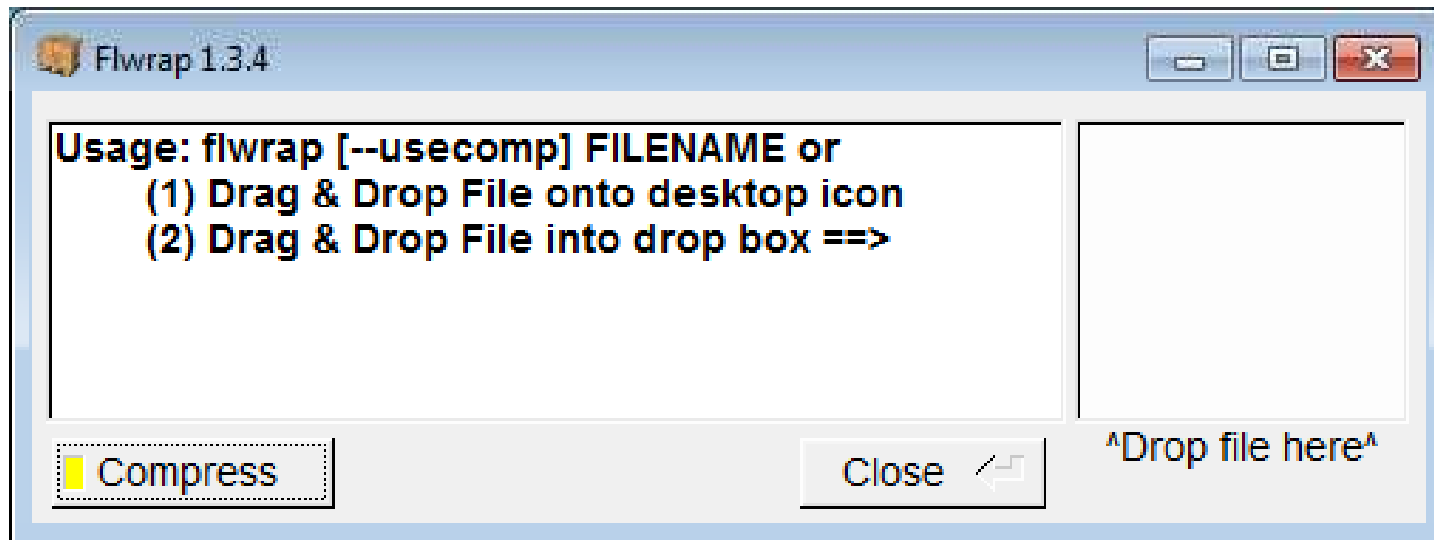 Flwrap 1.3.4
Usage: flwrap [--usecomp] FILENAME or
(1) Drag & Drop File onto desktop icon
(2) Drag & Drop File into drop box ==>
Compress
Close
^Drop file here^